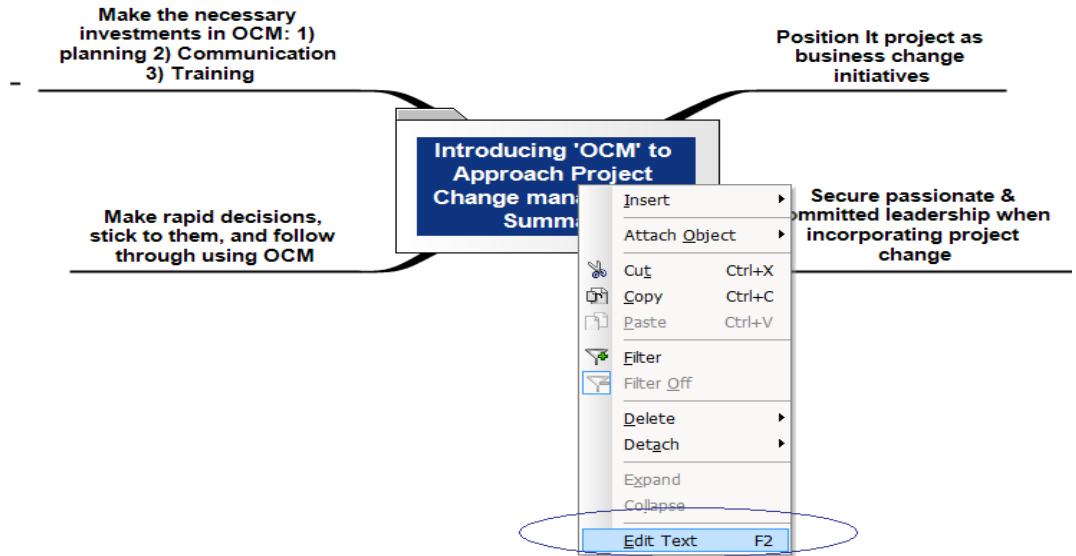 Make the necessary
investments in OCM: 1)
planning 2) Communication
3) Training
Position It project as
business change
initiatives
Introducing 'OCM' to
Approach Project
Change
Make rapid decisions,
stick to them, and follow
through using OCM
Secure passionate &
leadership when
incorporating project
change
Insert
Attach Object
Cut Ctrl+X
Copy Ctrl+C
Paste Ctrl+V
Filter
Filter Off
Delete
Detach
Expand
Collapse
Edit Text F2